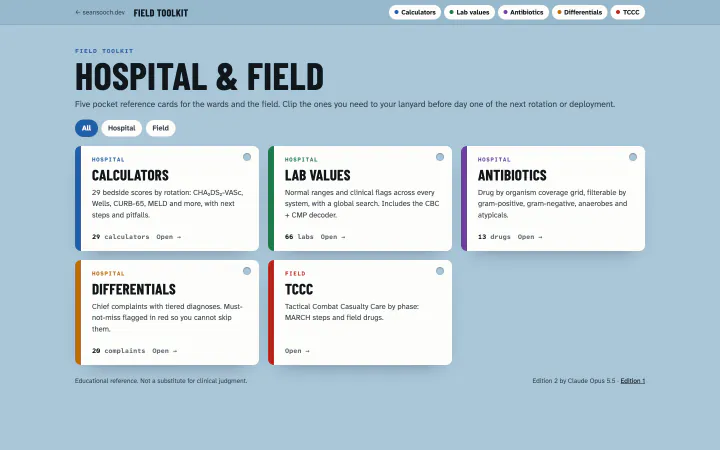 ← seansooch.dev FIELD TOOLKIT Calculators Lab values Antibiotics Differentials TCCC
FIELD TOOLKIT
HOSPITAL & FIELD
Five pocket reference cards for the wards and the field. Clip the ones you need to your lanyard before day one of the next rotation or deployment.
All Hospital Field
HOSPITAL
CALCULATORS
29 bedside scores by rotation: CHA₂DS₂-VASc,
Wells, CURB-65, MELD and more, with next
steps and pitfalls.
29 calculators Open →
HOSPITAL
LAB VALUES
Normal ranges and clinical flags across every
system, with a global search. Includes the CBC
+ CMP decoder.
66 labs Open →
HOSPITAL
ANTIBIOTICS
Drug by organism coverage grid, filterable by
gram-positive, gram-negative, anaerobes and
atypicals.
13 drugs Open →
HOSPITAL
DIFFERENTIALS
Chief complaints with tiered diagnoses. Must-
not-miss flagged in red so you cannot skip
them.
20 complaints Open →
FIELD
TCCC
Tactical Combat Casualty Care by phase:
MARCH steps and field drugs.
Open →
Educational reference. Not a substitute for clinical judgment.
Edition 2 by Claude Opus 5.5 · Edition 1